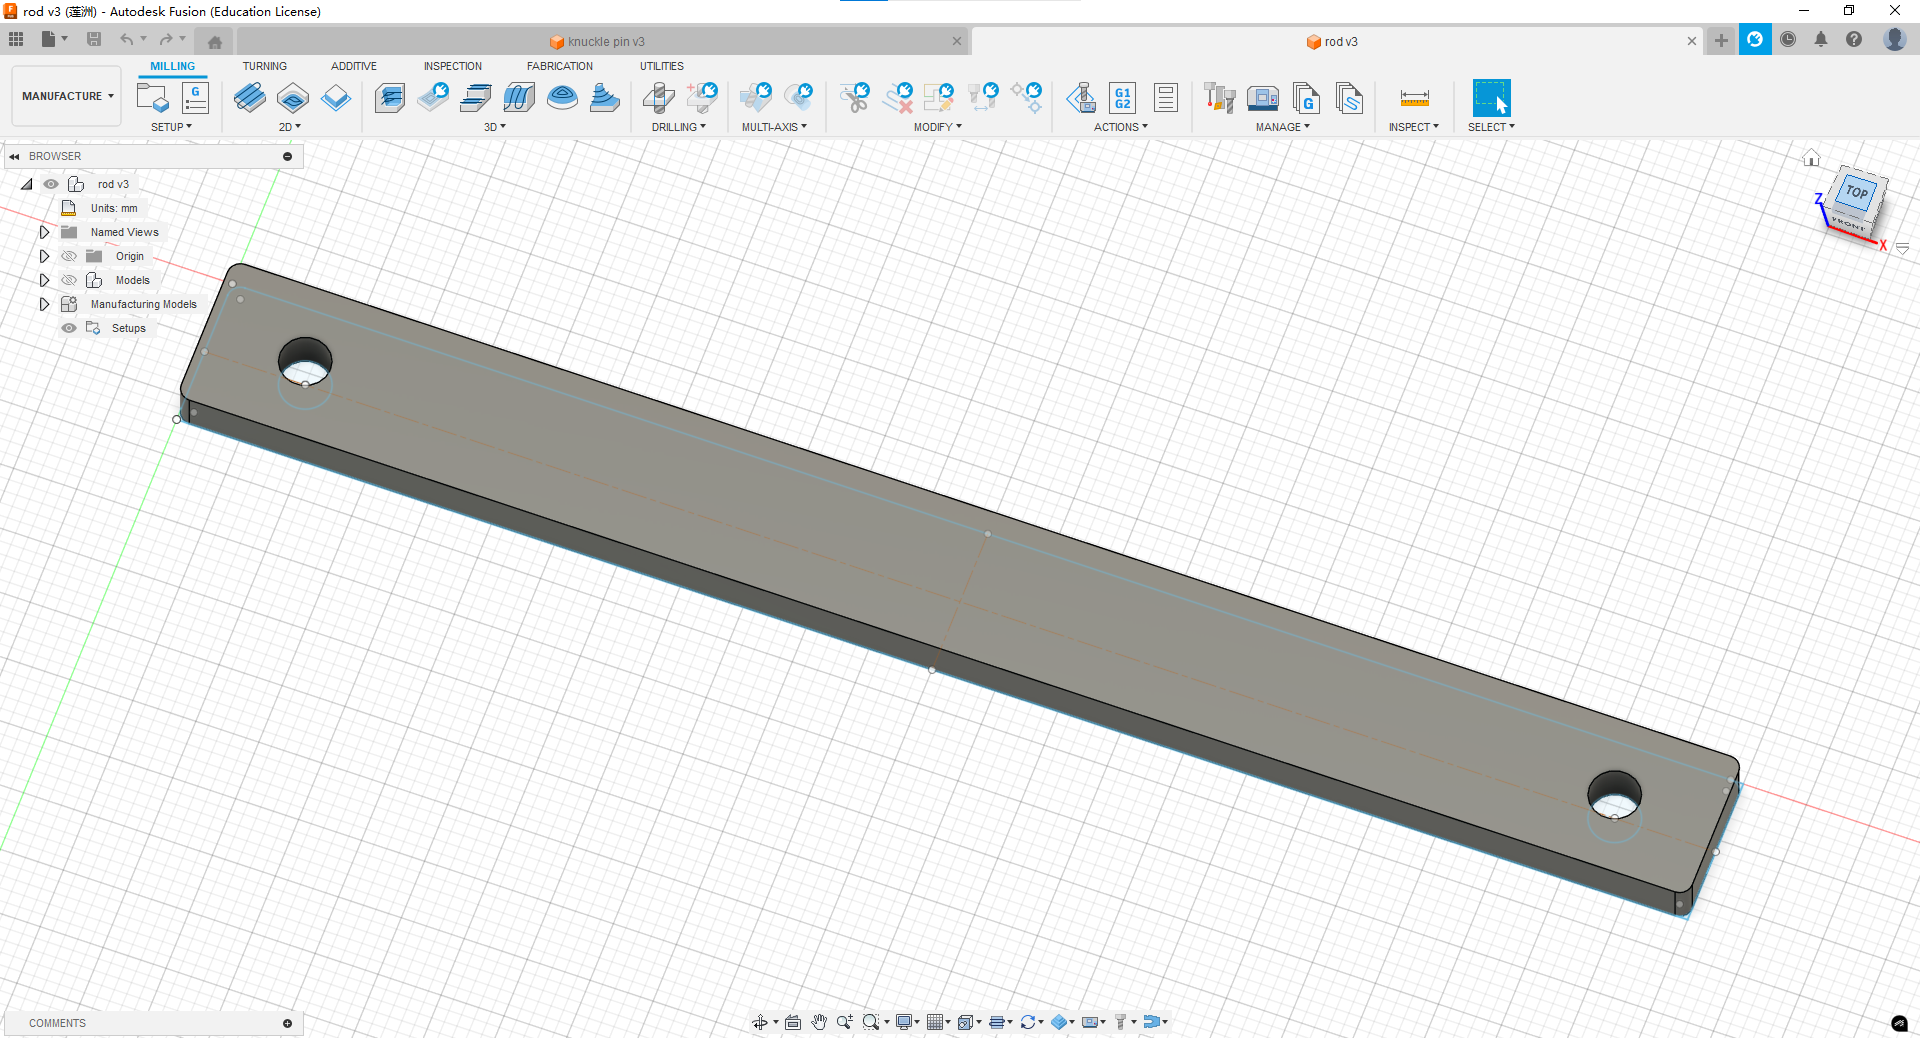 rod v3 (莲洲) - Autodesk Fusion (Education License)
knuckle pin v3
rod v3
MANUFACTURE
MILLING TURNING ADDITIVE INSPECTION FABRICATION UTILITIES
G
G1
G2
G
SETUP 2D 3D DRILLING MULTI-AXIS MODIFY ACTIONS MANAGE INSPECT SELECT
BROWSER
rod v3
Units: mm
Named Views
Origin
Models
Manufacturing Models
Setups
TOP
FRONT
Z
X
COMMENTS